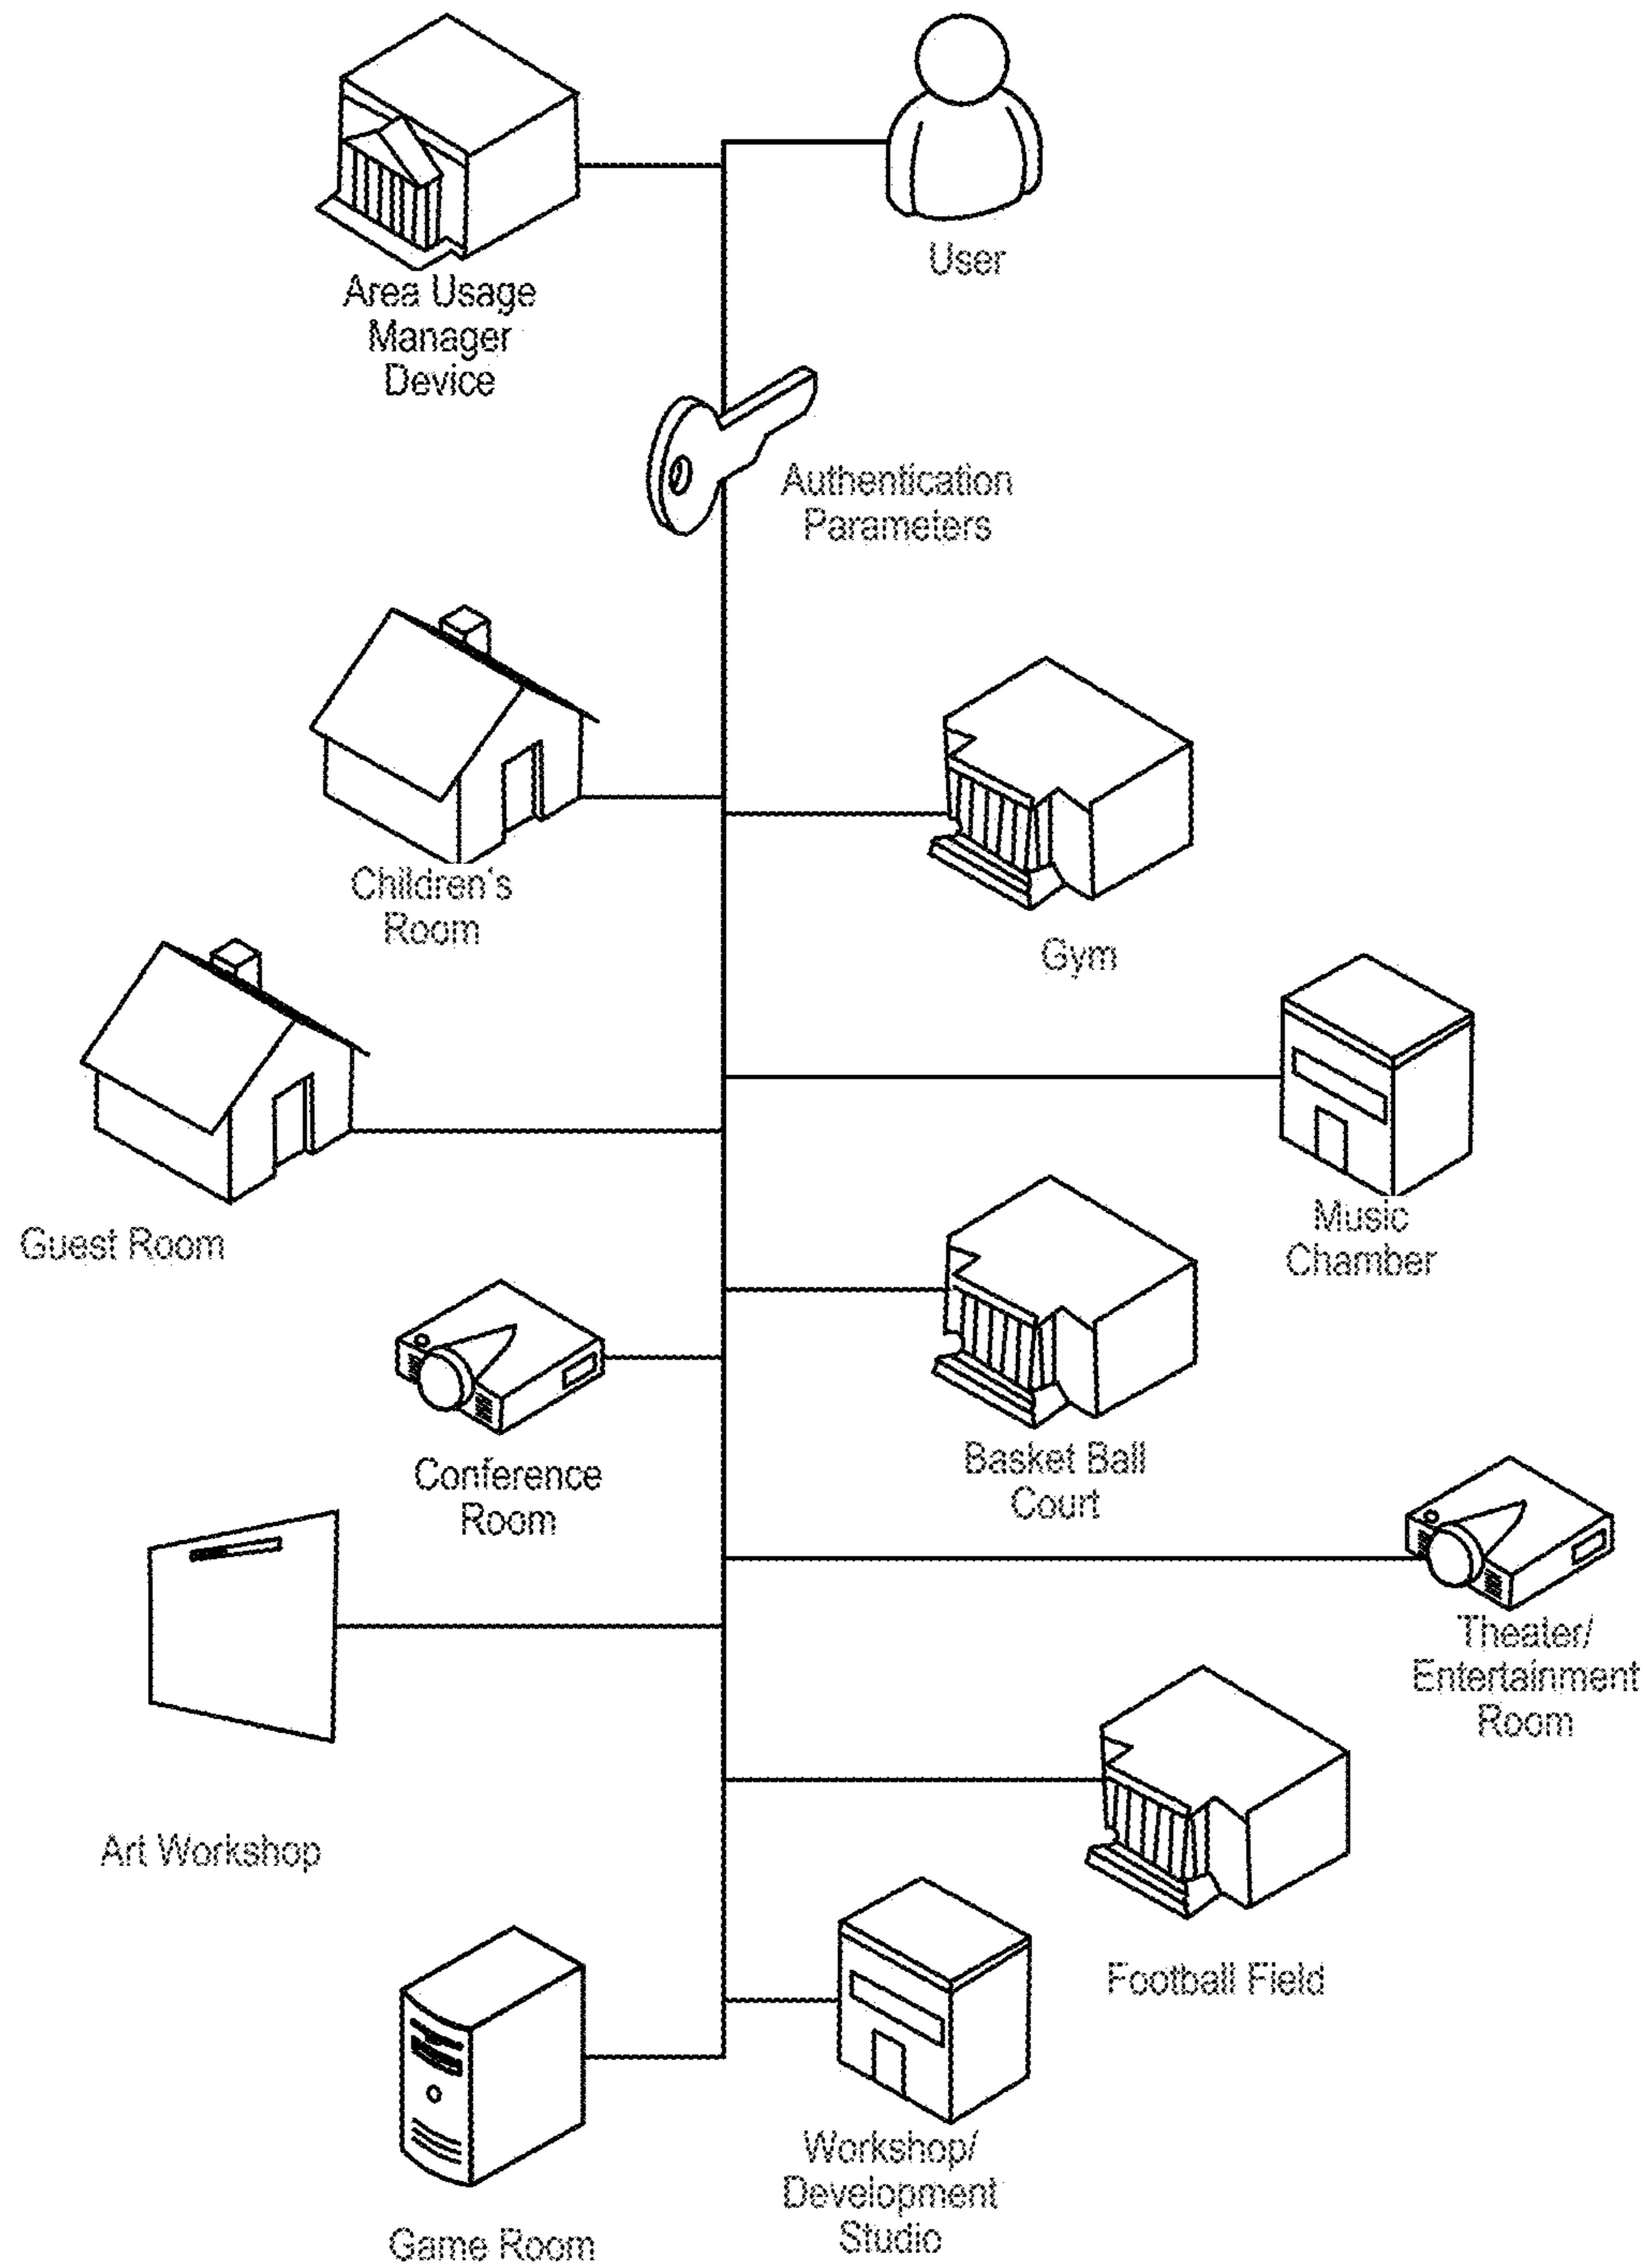 User
Area Usage
Manager
Device
Authentication
Parameters
Children's
Room
Gym
Music
Chamber
Guest Room
Conference
Room
Basket Ball
Court
Theater/
Entertainment
Room
Art Workshop
Football Field
Workshop/
Development
Studio
Game Room